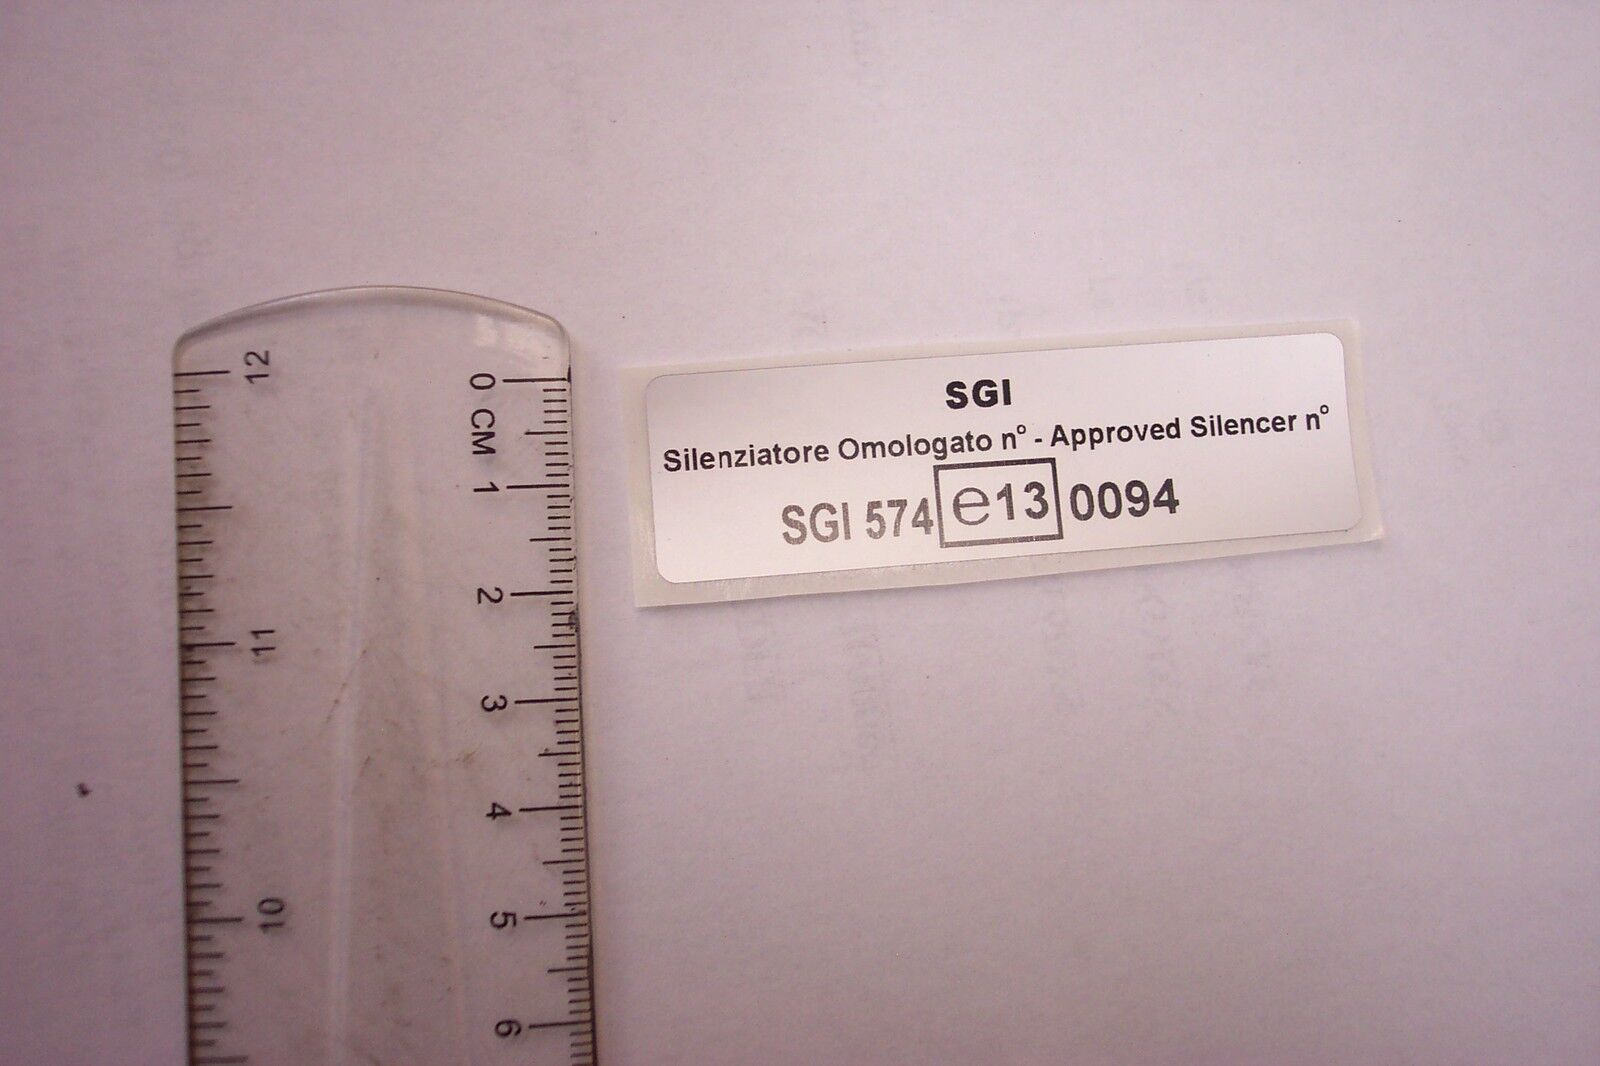 SGI
Silenziatore Omologato n° - Approved Silencer n°
SGI 574 e13 0094
0 CM
1
2
3
4
5
6
12
11
10